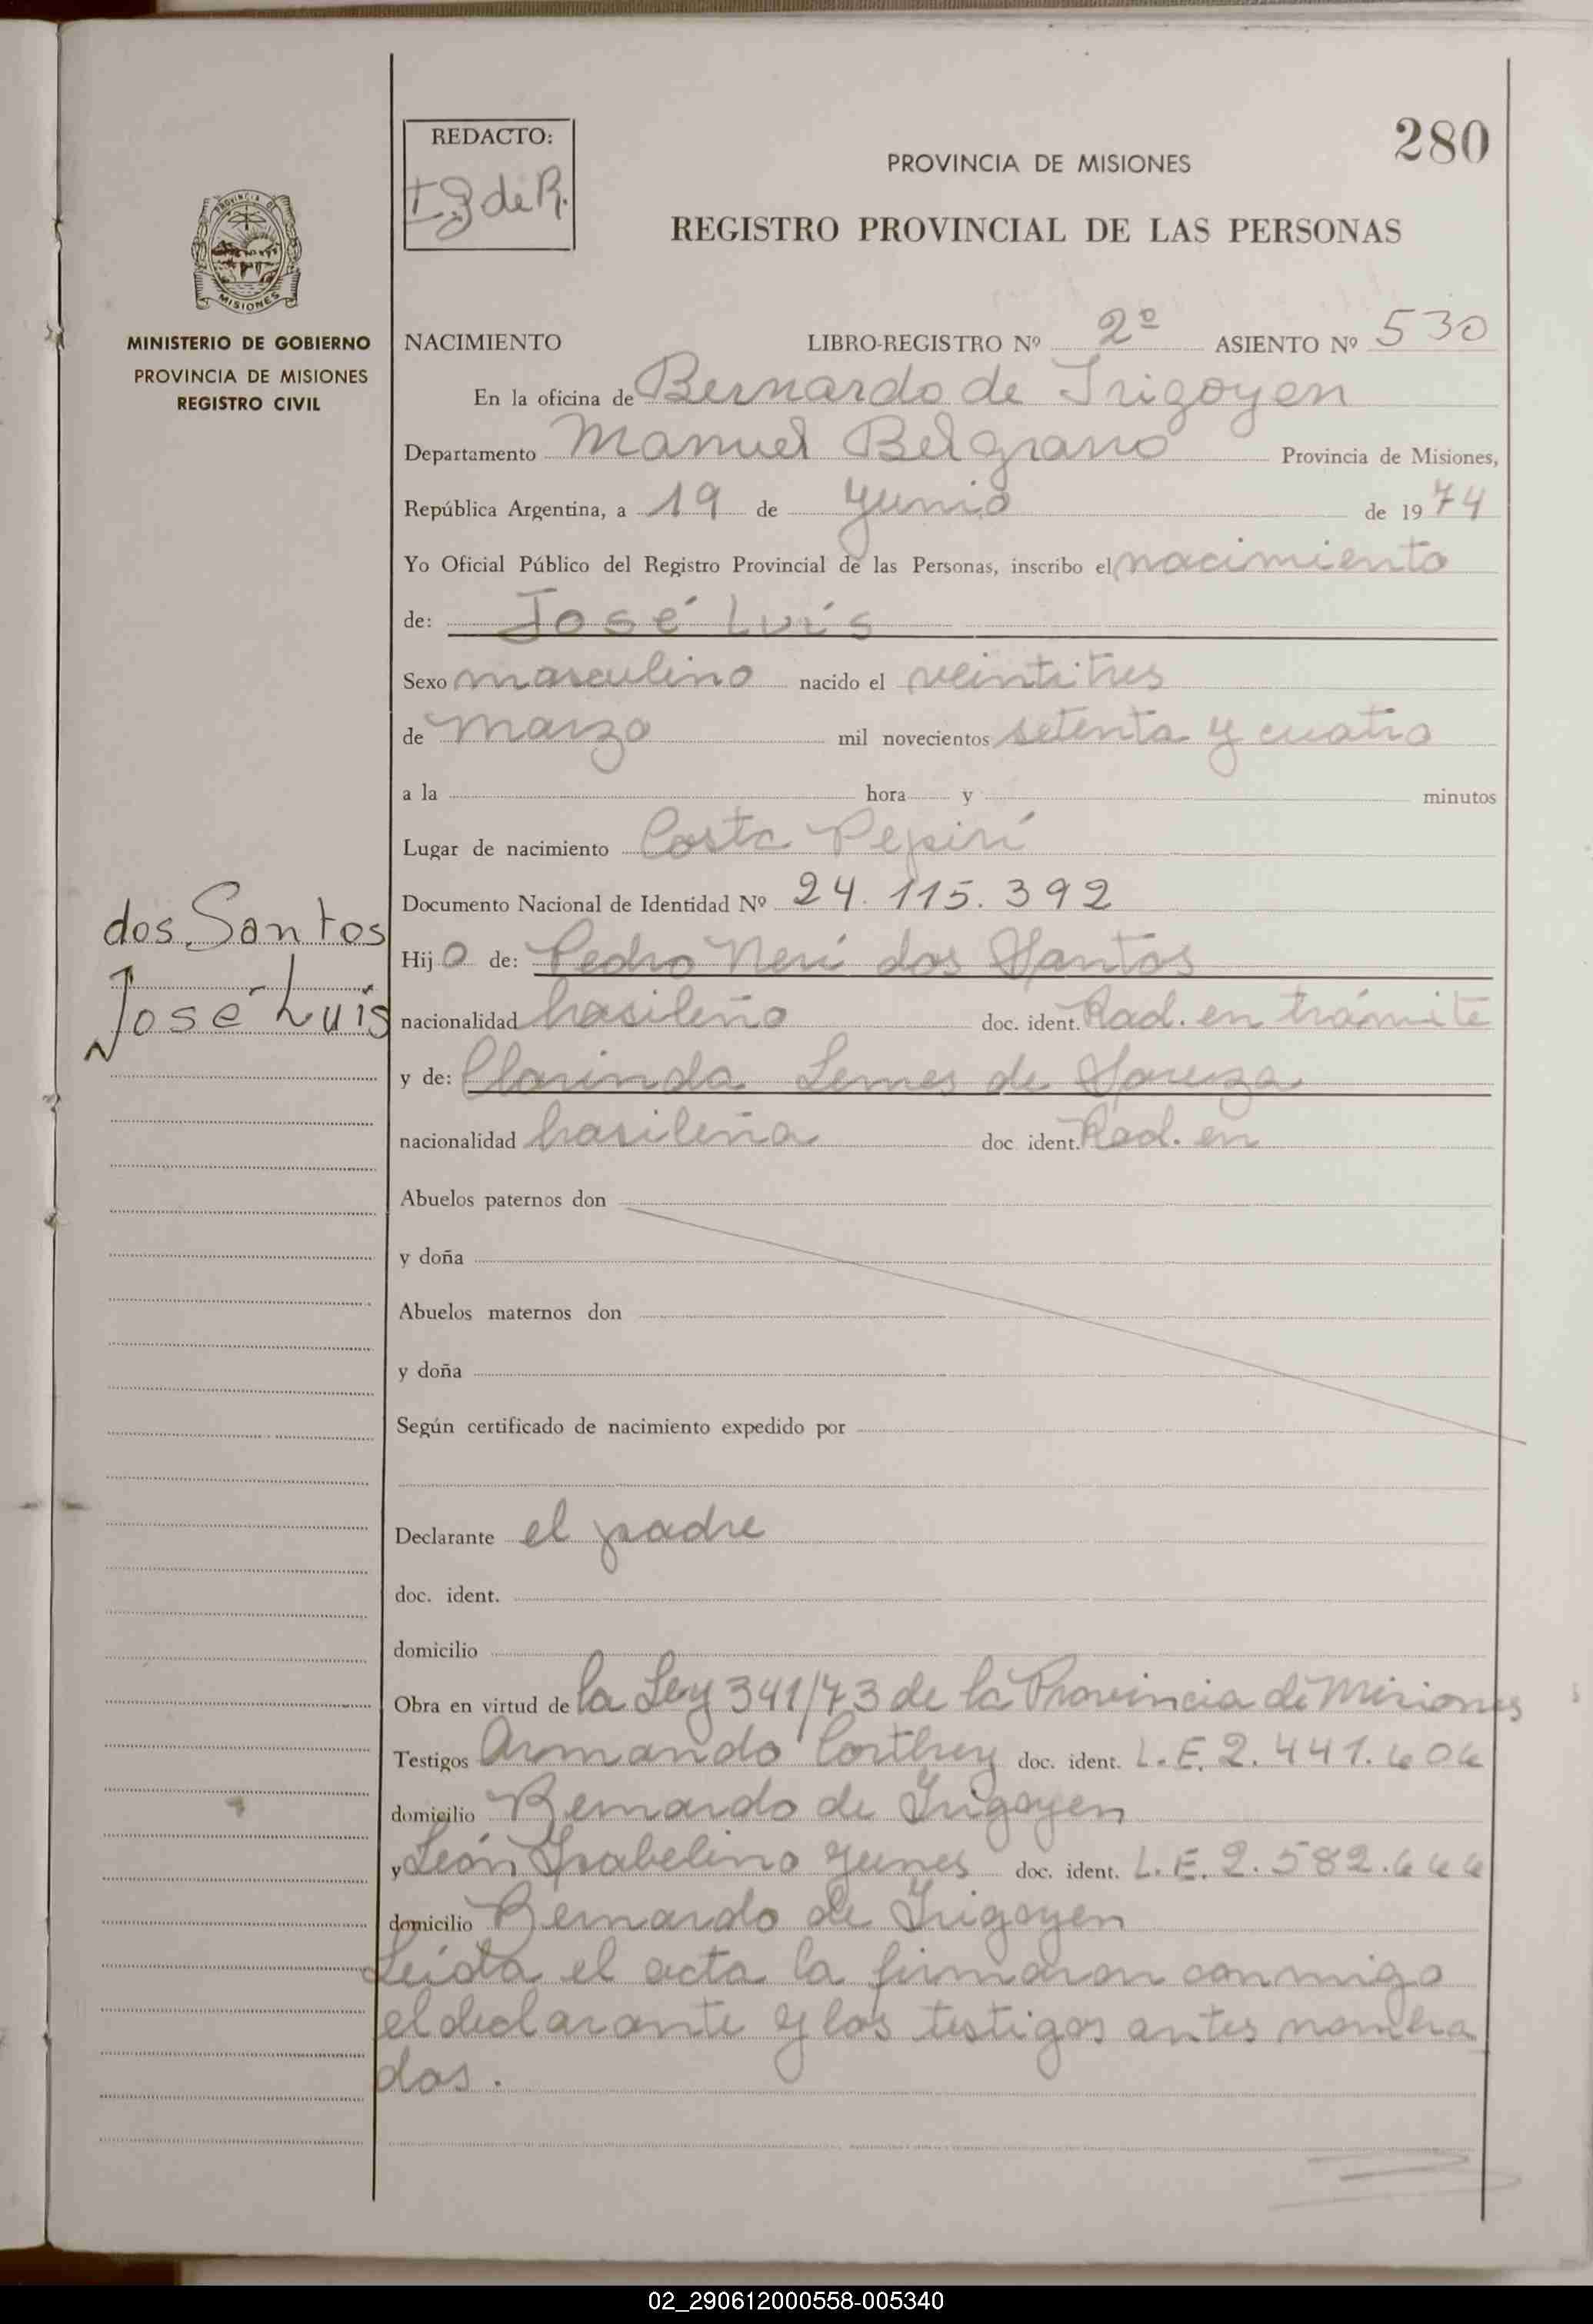 280
REDACTO:
I G de R.
PROVINCIA DE MISIONES
REGISTRO PROVINCIAL DE LAS PERSONAS
PROVINCIA DE
MISIONES
MINISTERIO DE GOBIERNO
PROVINCIA DE MISIONES
REGISTRO CIVIL
NACIMIENTO LIBRO-REGISTRO Nº 2º ASIENTO Nº 530
En la oficina de Bernardo de Irigoyen
Departamento Manuel Belgrano Provincia de Misiones,
República Argentina, a 19 de Junio de 1974
Yo Oficial Público del Registro Provincial de las Personas, inscribo el nacimiento
de: José Luís
Sexo masculino nacido el veintitres
de marzo mil novecientos setenta y cuatro
a la hora y minutos
Lugar de nacimiento Costa Pepirí
Documento Nacional de Identidad Nº 24.115.392
dos Santos
José Luis
Hijo de: Pedro Neri dos Santos
nacionalidad brasileño doc. ident. Rad. en trámite
y de: Clarinda Lemes de Souza
nacionalidad brasileña doc ident. Rad. en
Abuelos paternos don
y doña
Abuelos maternos don
y doña
Según certificado de nacimiento expedido por
Declarante el padre
doc. ident.
domicilio
Obra en virtud de la Ley 341/73 de la Provincia de Misiones
Testigos Armando doc. ident. L.E. 2.441.606
domicilio Bernardo de Irigoyen
y León Isabelino Yunes doc. ident. L.E. 2.582.646
domicilio Bernardo de Irigoyen
Leída el acta la firmaron conmigo
el declarante y los testigos antes nombra
dos.
02_290612000558-005340